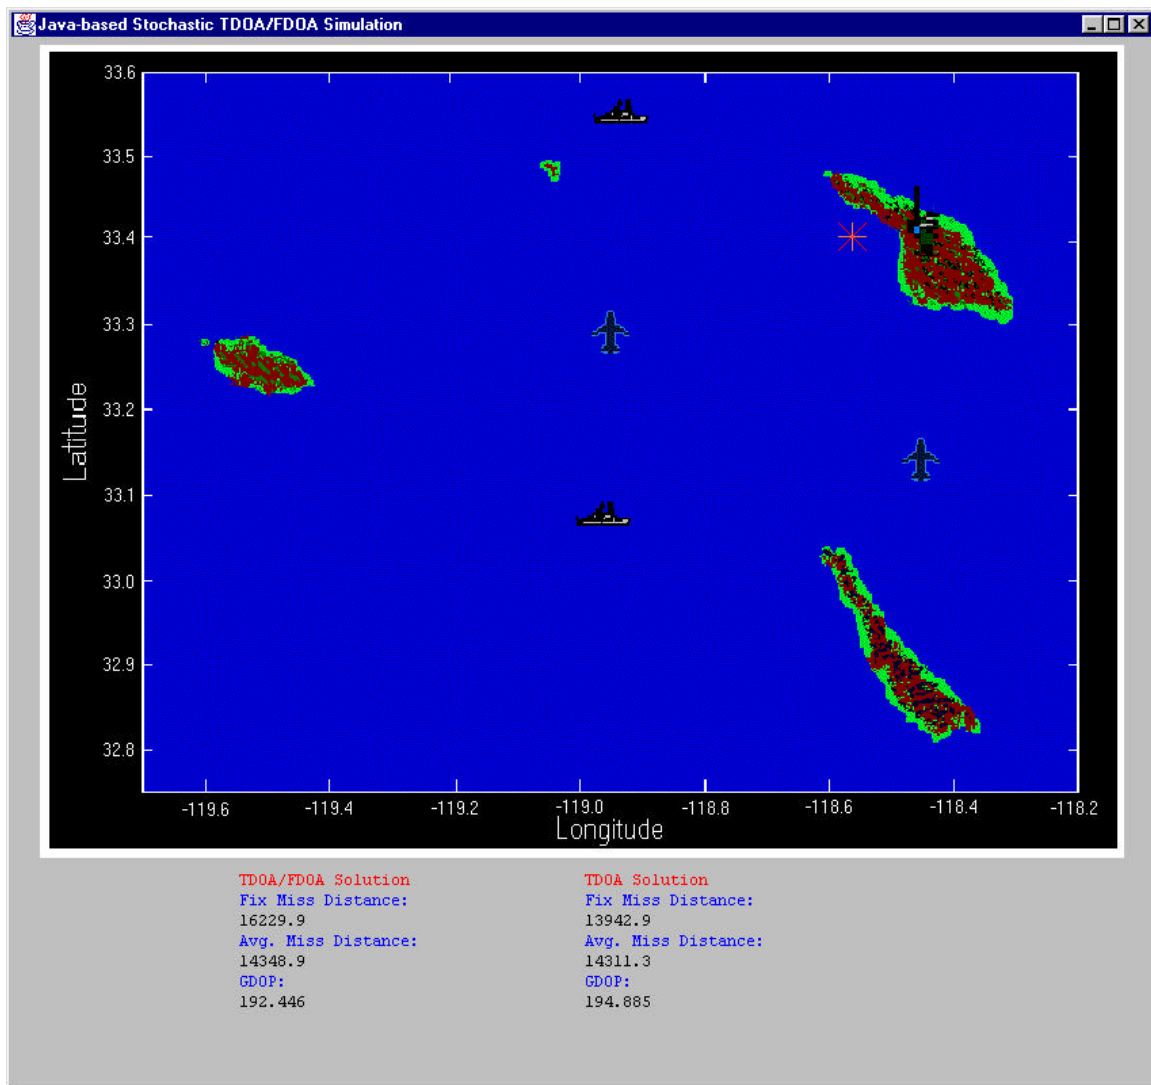 Java-based Stochastic TDOA/FDOA Simulation
33.6
33.5
33.4
33.3
33.2
33.1
33.0
32.9
32.8
Latitude
-119.6 -119.4 -119.2 -119.0 -118.8 -118.6 -118.4 -118.2
Longitude
TDOA/FDOA Solution
Fix Miss Distance:
16229.9
Avg. Miss Distance:
14348.9
GDOP:
192.446
TDOA Solution
Fix Miss Distance:
13942.9
Avg. Miss Distance:
14311.3
GDOP:
194.885